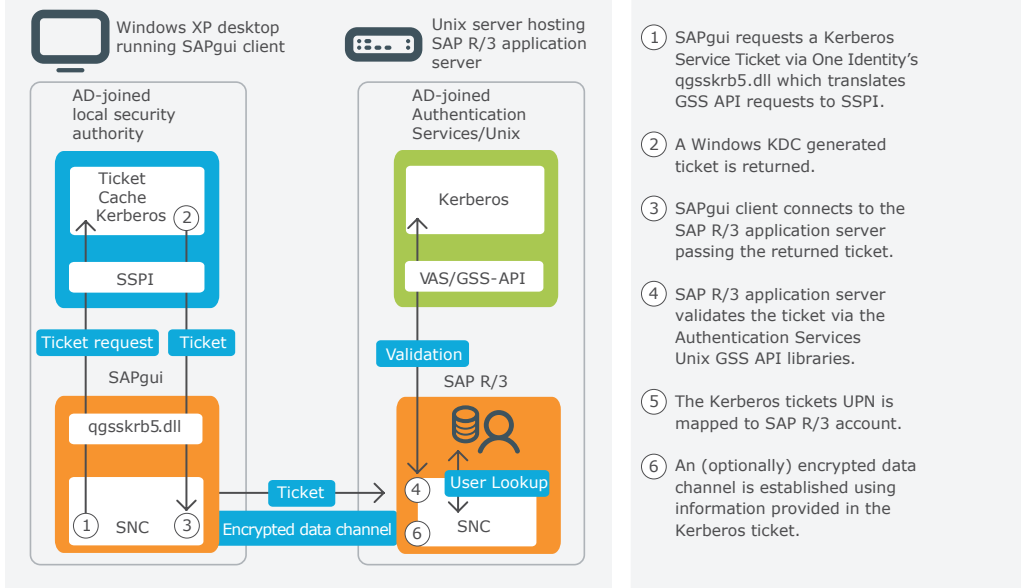 Windows XP desktop
running SAPgui client
Unix server hosting
SAP R/3 application
server
AD-joined
local security
authority
Ticket
Cache
Kerberos
2
SSPI
Ticket request
Ticket
SAPgui
qgsskrb5.dll
1
SNC
3
AD-joined
Authentication
Services/Unix
Kerberos
VAS/GSS-API
Validation
SAP R/3
User Lookup
4
SNC
6
Ticket
Encrypted data channel
1 SAPgui requests a Kerberos
Service Ticket via One Identity’s
qgsskrb5.dll which translates
GSS API requests to SSPI.
2 A Windows KDC generated
ticket is returned.
3 SAPgui client connects to the
SAP R/3 application server
passing the returned ticket.
4 SAP R/3 application server
validates the ticket via the
Authentication Services
Unix GSS API libraries.
5 The Kerberos tickets UPN is
mapped to SAP R/3 account.
6 An (optionally) encrypted data
channel is established using
information provided in the
Kerberos ticket.